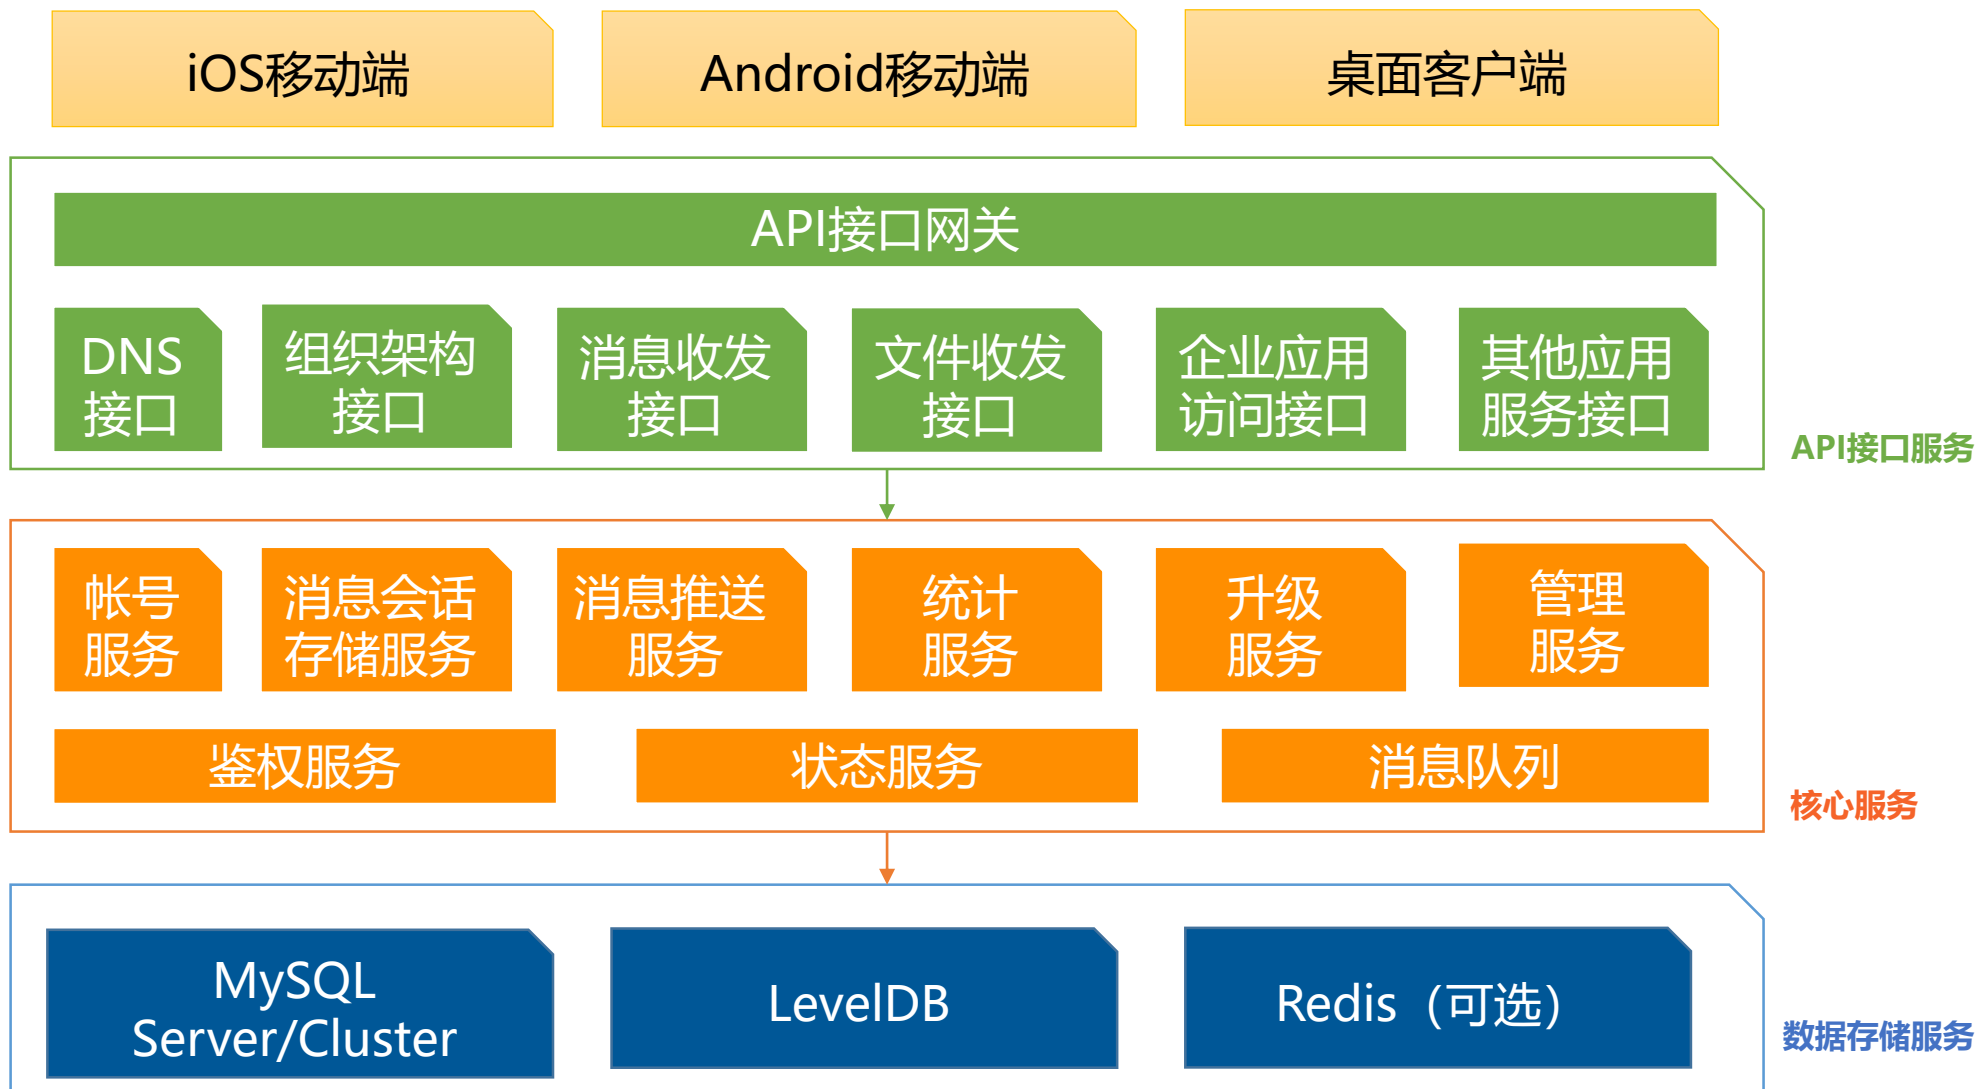 iOS移动端
Android移动端
桌面客户端
API接口网关
DNS
接口
组织架构
接口
消息收发
接口
文件收发
接口
企业应用
访问接口
其他应用
服务接口
API接口服务
帐号
服务
消息会话
存储服务
消息推送
服务
统计
服务
升级
服务
管理
服务
鉴权服务
状态服务
消息队列
核心服务
MySQL
Server/Cluster
LevelDB
Redis（可选）
数据存储服务